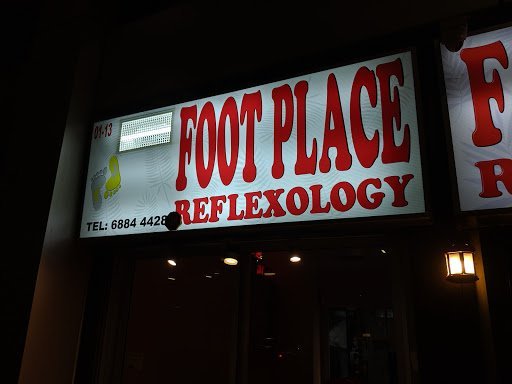 01-13
FOOT PLACE
REFLEXOLOGY
TEL: 6884 4428
F
R